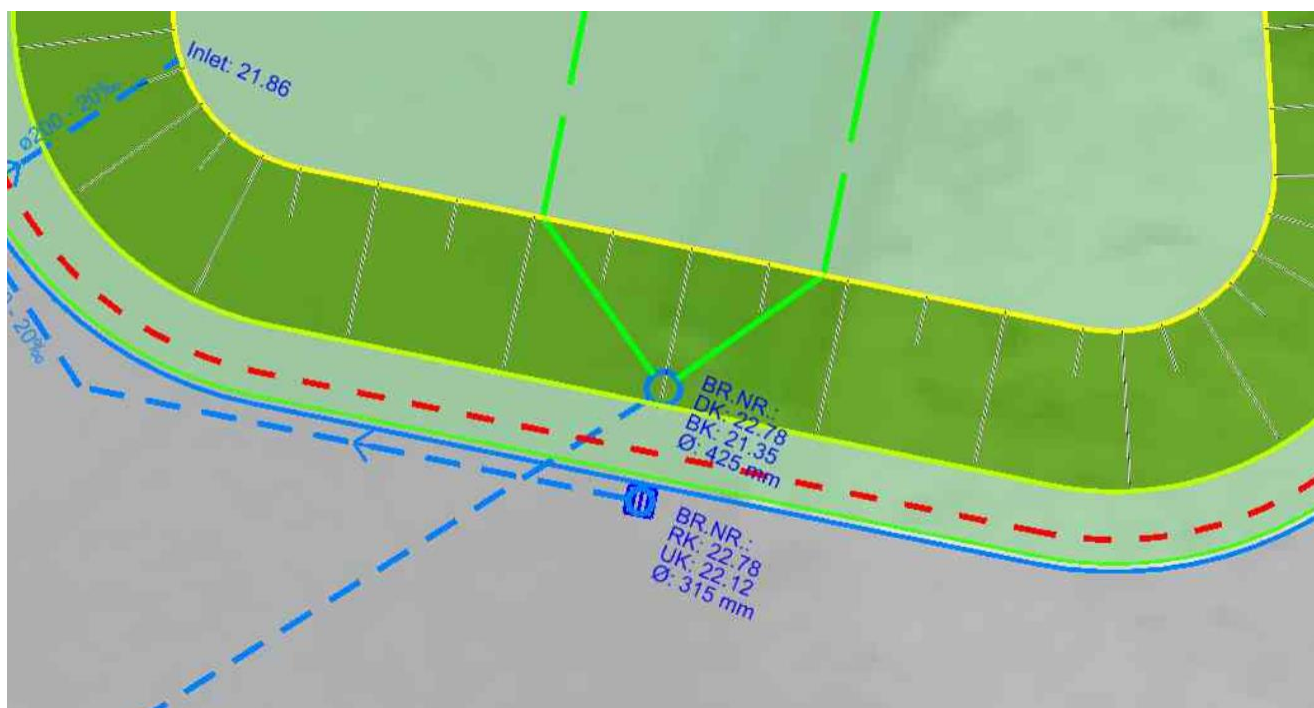 Inlet: 21.86
ø200 - 20‰
- 20‰
BR.NR.:
DK: 22.78
BK: 21.35
Ø: 425 mm
BR.NR.:
RK: 22.78
UK: 22.12
Ø: 315 mm